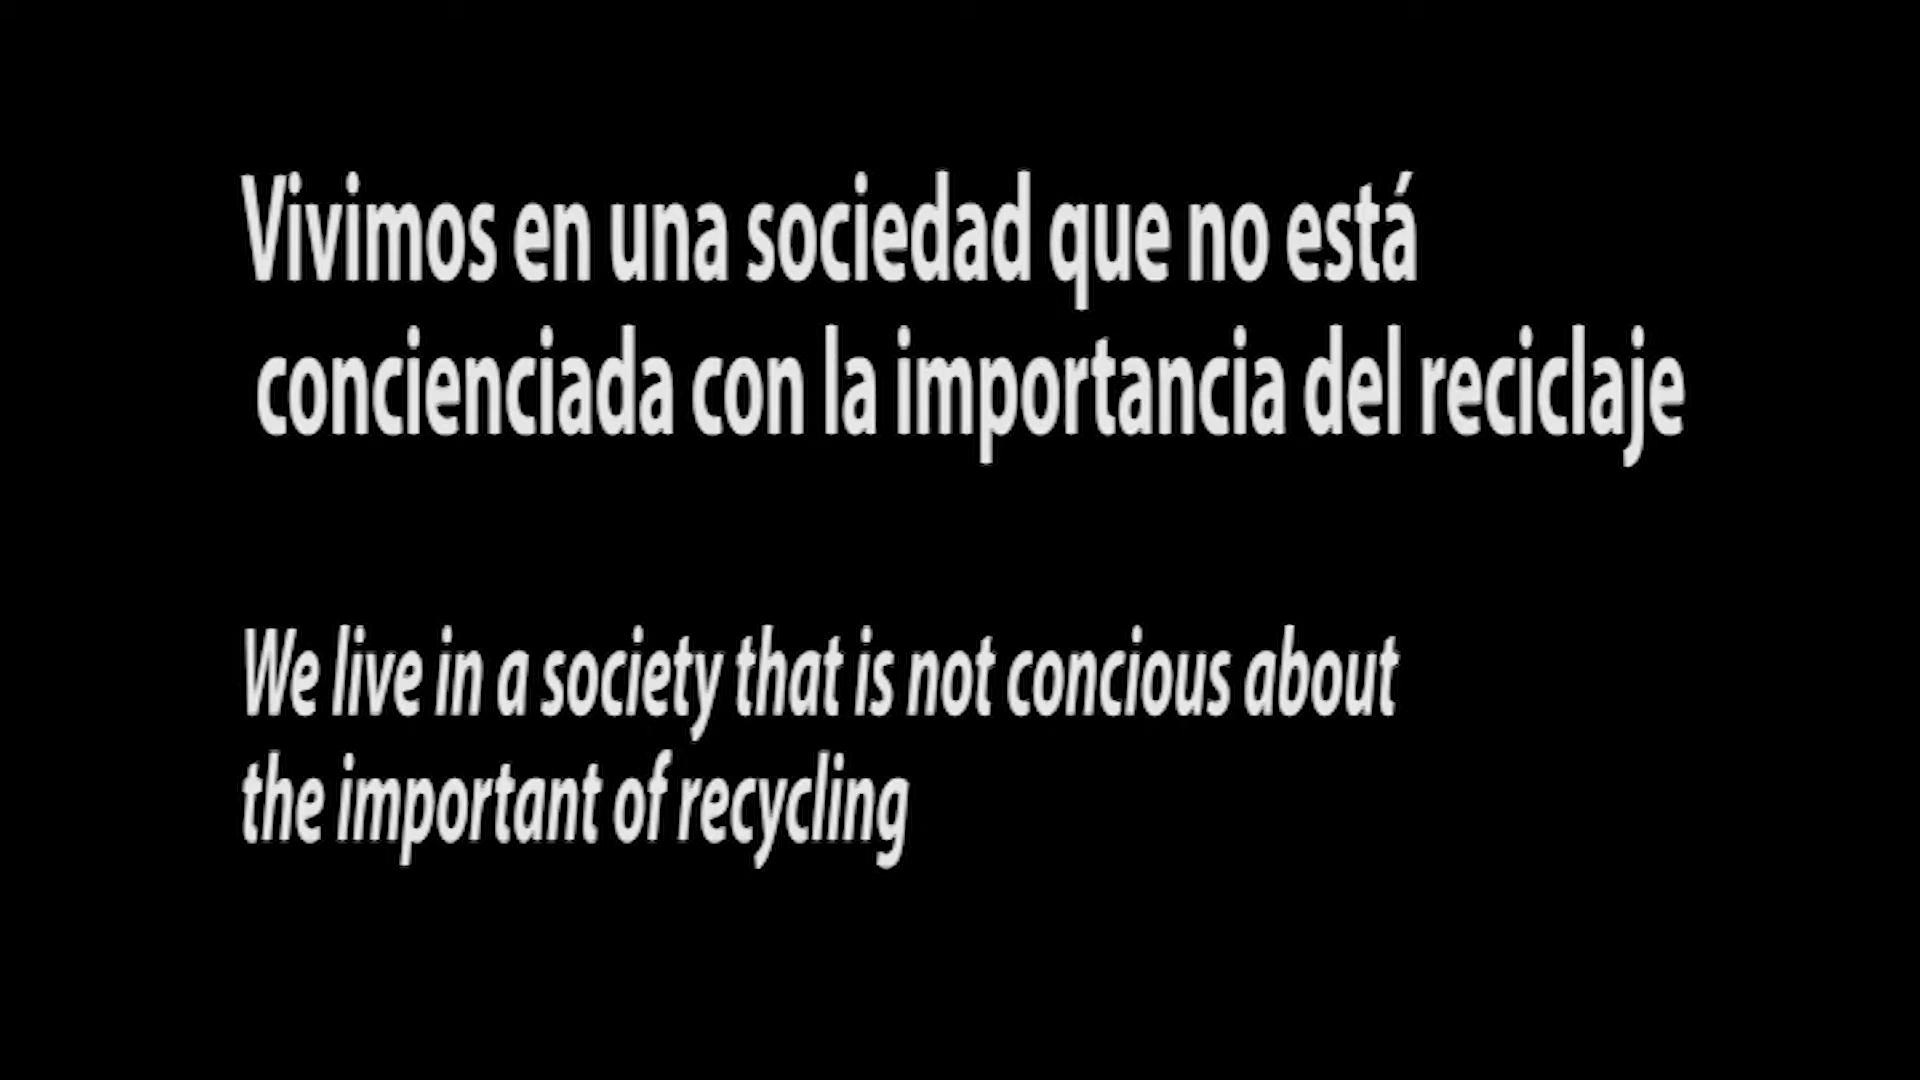 Vivimos en una sociedad que no está
concienciada con la importancia del reciclaje
We live in a society that is not concious about
the important of recycling